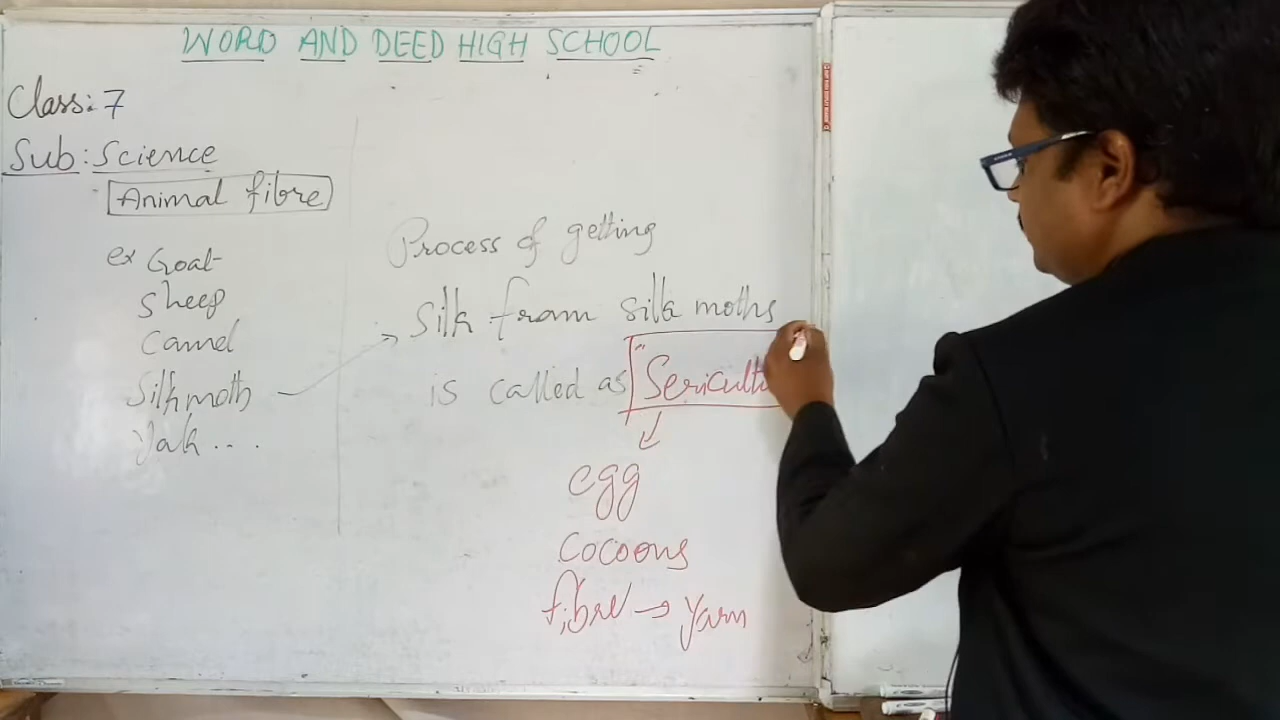 WORD AND DEED HIGH SCHOOL
Class: 7
Sub: Science
Animal fibre
ex Goat
Sheep
Camel
Silkmoth
Yak ....
Process of getting
Silk from silk moths
is called as "Sericultu
egg
cocoons
fibre → yarn